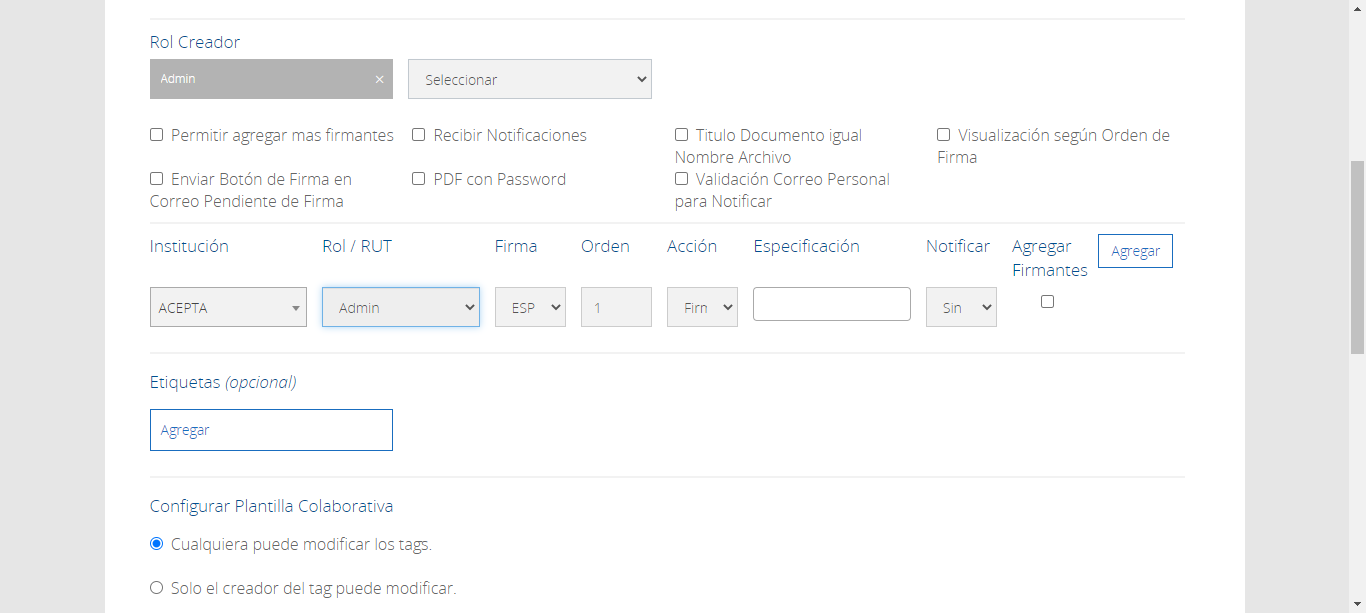 Rol Creador
Admin ×
Seleccionar
Permitir agregar mas firmantes
Recibir Notificaciones
Titulo Documento igual
Nombre Archivo
Visualización según Orden de
Firma
Enviar Botón de Firma en
Correo Pendiente de Firma
PDF con Password
Validación Correo Personal
para Notificar
Institución
Rol / RUT
Firma
Orden
Acción
Especificación
Notificar
Agregar
Firmantes
Agregar
ACEPTA
Admin
ESP
1
Firn
Sin
Etiquetas (opcional)
Agregar
Configurar Plantilla Colaborativa
Cualquiera puede modificar los tags.
Solo el creador del tag puede modificar.